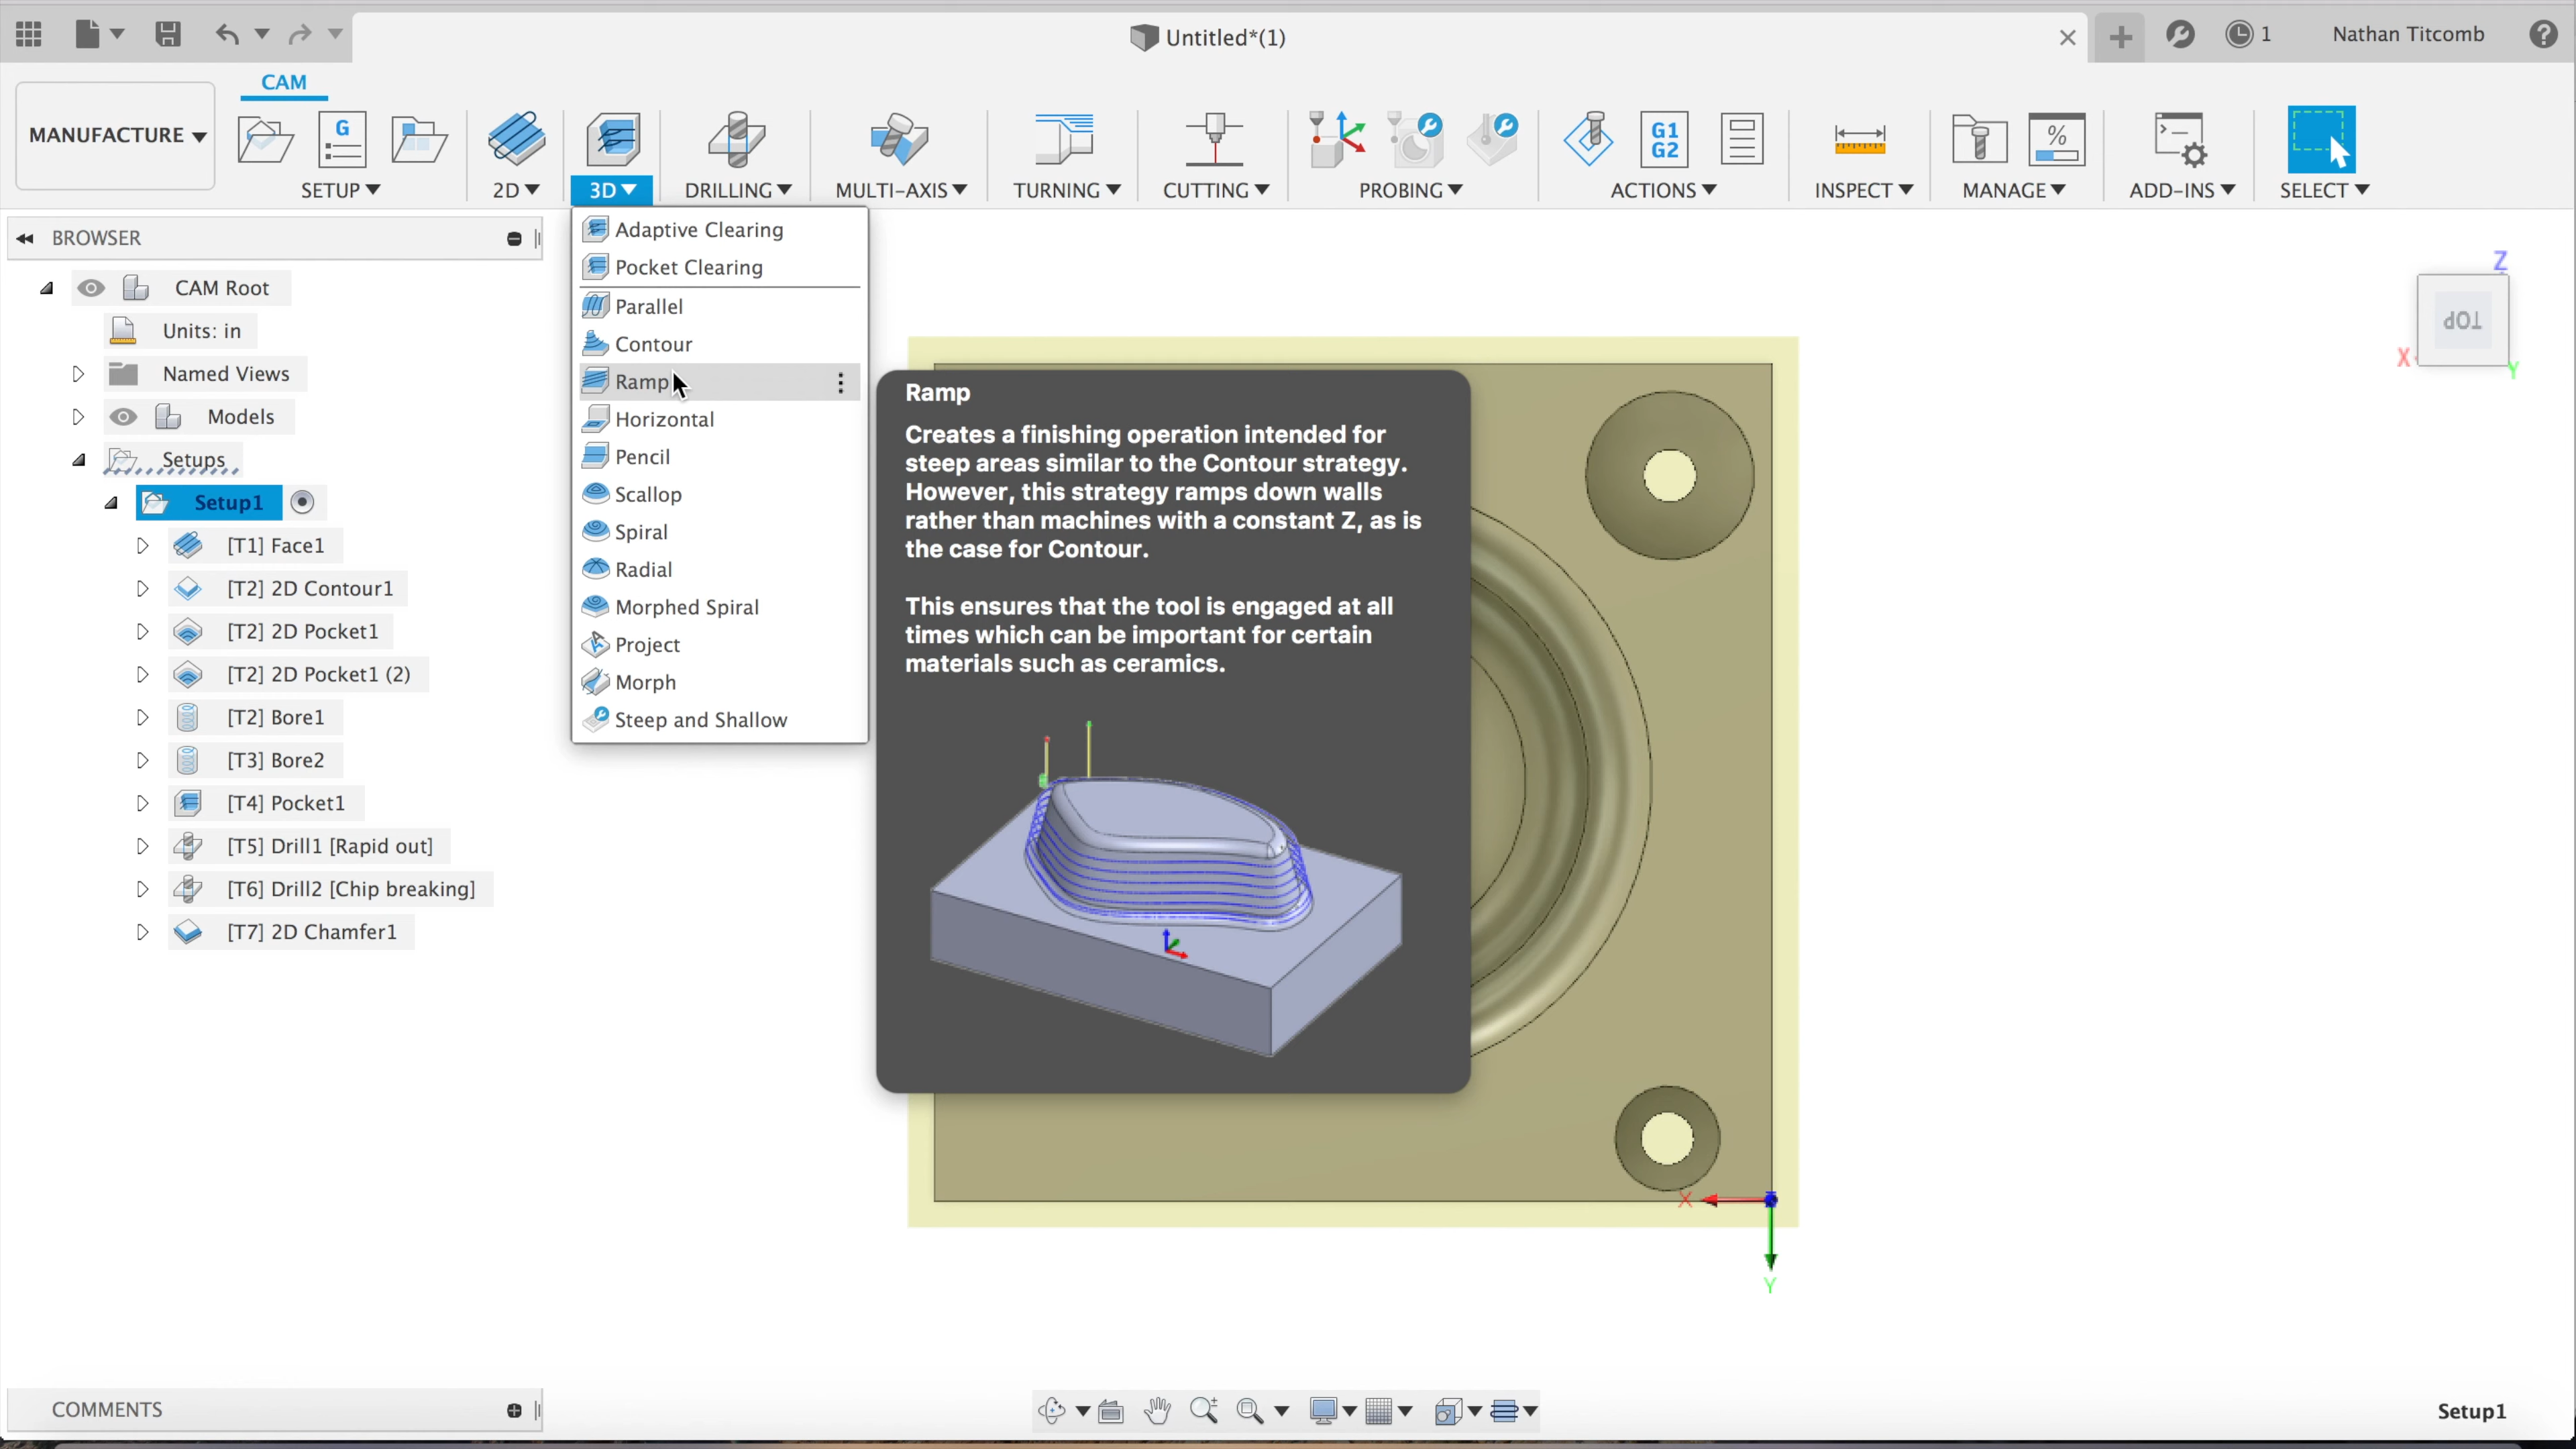 Untitled*(1)
1
Nathan Titcomb
MANUFACTURE
CAM
G
G1
G2
%
SETUP
2D
3D
DRILLING
MULTI-AXIS
TURNING
CUTTING
PROBING
ACTIONS
INSPECT
MANAGE
ADD-INS
SELECT
BROWSER
CAM Root
Units: in
Named Views
Models
Setups
Setup1
[T1] Face1
[T2] 2D Contour1
[T2] 2D Pocket1
[T2] 2D Pocket1 (2)
[T2] Bore1
[T3] Bore2
[T4] Pocket1
[T5] Drill1 [Rapid out]
[T6] Drill2 [Chip breaking]
[T7] 2D Chamfer1
Adaptive Clearing
Pocket Clearing
Parallel
Contour
Ramp
Horizontal
Pencil
Scallop
Spiral
Radial
Morphed Spiral
Project
Morph
Steep and Shallow
Ramp
Creates a finishing operation intended for
steep areas similar to the Contour strategy.
However, this strategy ramps down walls
rather than machines with a constant Z, as is
the case for Contour.
This ensures that the tool is engaged at all
times which can be important for certain
materials such as ceramics.
Z
TOP
X
Y
X
Y
COMMENTS
Setup1